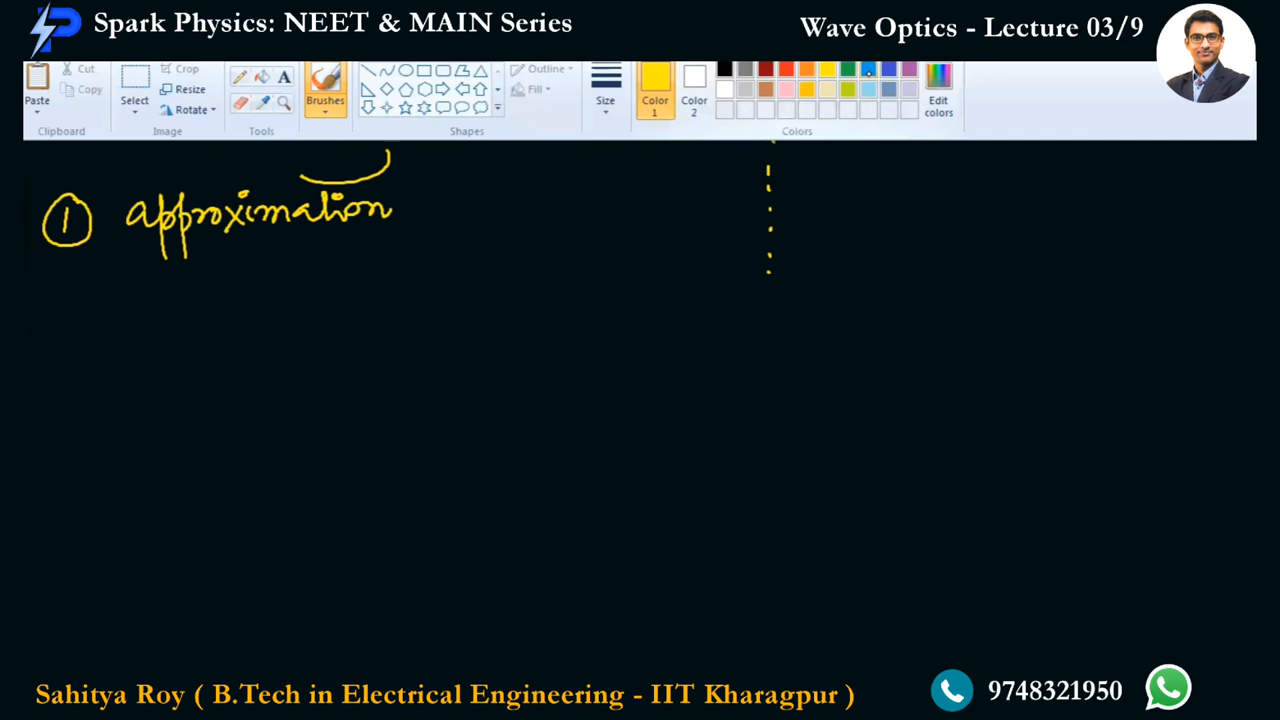 Spark Physics: NEET & MAIN Series
Wave Optics - Lecture 03/9
Paste
Cut
Copy
Clipboard
Select
Crop
Resize
Rotate
Image
A
Tools
Brushes
Outline
Fill
Shapes
Size
Color 1
Color 2
Edit colors
Colors
1 approximation
Sahitya Roy ( B.Tech in Electrical Engineering - IIT Kharagpur )
9748321950